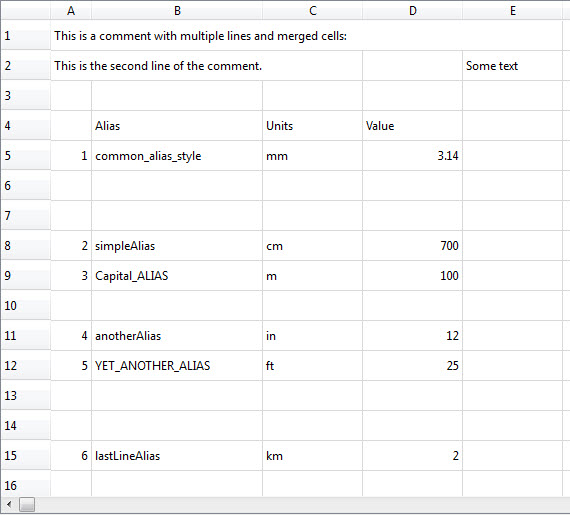 A B C D E
1 This is a comment with multiple lines and merged cells:
2 This is the second line of the comment. Some text
3
4 Alias Units Value
5 1 common_alias_style mm 3.14
6
7
8 2 simpleAlias cm 700
9 3 Capital_ALIAS m 100
10
11 4 anotherAlias in 12
12 5 YET_ANOTHER_ALIAS ft 25
13
14
15 6 lastLineAlias km 2
16